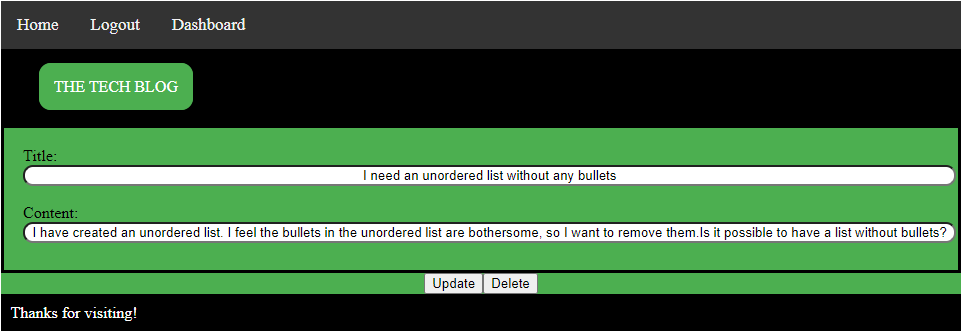 Home Logout Dashboard
THE TECH BLOG
Title:
I need an unordered list without any bullets
Content:
I have created an unordered list. I feel the bullets in the unordered list are bothersome, so I want to remove them.Is it possible to have a list without bullets?
Update Delete
Thanks for visiting!